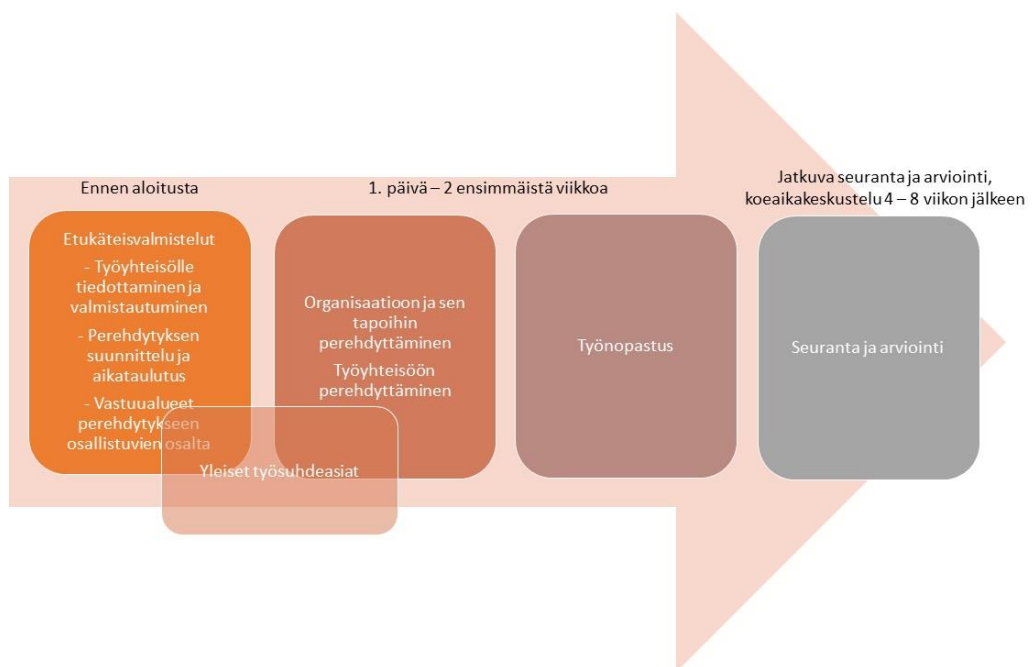 Ennen aloitusta
Etukäteisvalmistelut
- Työyhteisölle
tiedottaminen ja
valmistautuminen
- Perehdytyksen
suunnittelu ja
aikataulutus
- Vastuualueet
perehdytykseen
osallistuvien osalta
Yleiset työsuhdeasiat
1. päivä – 2 ensimmäistä viikkoa
Organisaatioon ja sen
tapoihin
perehdyttäminen
Työyhteisöön
perehdyttäminen
Työnopastus
Jatkuva seuranta ja arviointi,
koeaikakeskustelu 4 – 8 viikon jälkeen
Seuranta ja arviointi